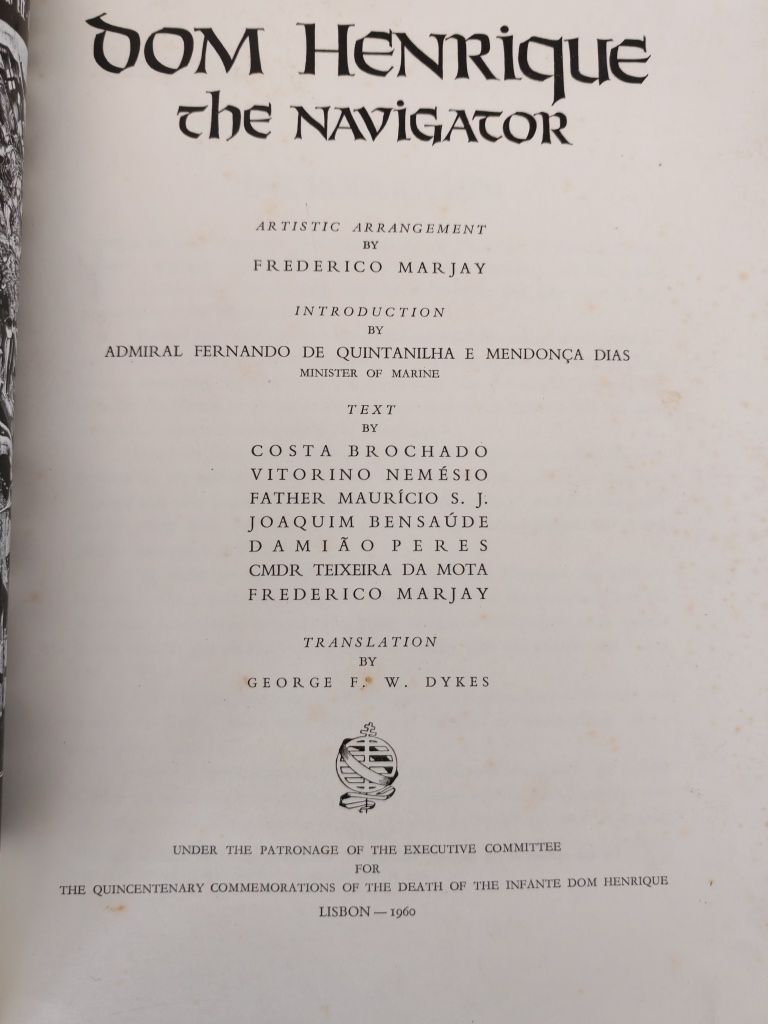 DOM HENRIQUE
THE NAVIGATOR
ARTISTIC ARRANGEMENT
BY
FREDERICO MARJAY
INTRODUCTION
BY
ADMIRAL FERNANDO DE QUINTANILHA E MENDONÇA DIAS
MINISTER OF MARINE
TEXT
BY
COSTA BROCHADO
VITORINO NEMÉSIO
FATHER MAURÍCIO S. J.
JOAQUIM BENSAÚDE
DAMIÃO PERES
CMDR TEIXEIRA DA MOTA
FREDERICO MARJAY
TRANSLATION
BY
GEORGE F. W. DYKES
UNDER THE PATRONAGE OF THE EXECUTIVE COMMITTEE
FOR
THE QUINCENTENARY COMMEMORATIONS OF THE DEATH OF THE INFANTE DOM HENRIQUE
LISBON — 1960